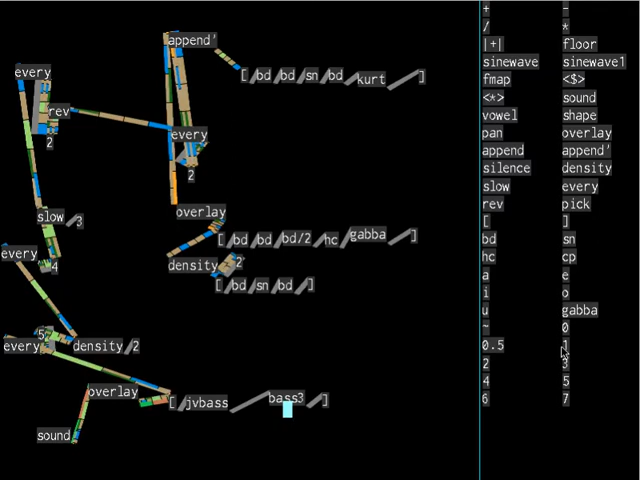 append'
[ bd bd sn bd kurt ]
every
rev
2
every
2
overlay
slow 3
[ bd bd bd/2 hc gabba ]
every
4
density 2
[ bd sn bd ]
5
every
density 2
overlay
[ jvbass bass3 ]
sound
+ -
/ *
|+| floor
sinewave sinewave1
fmap <$>
<*> sound
vowel shape
pan overlay
append append'
silence density
slow every
rev pick
[ ]
bd sn
hc cp
a e
i o
u gabba
~ 0
0.5 1
2 3
4 5
6 7